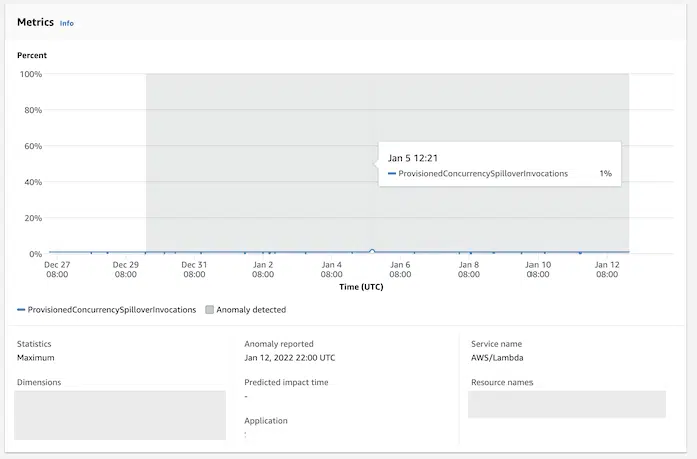 Metrics Info
Percent
100%
80%
60%
40%
20%
0%
Jan 5 12:21
ProvisionedConcurrencySpilloverInvocations 1%
Dec 27 Dec 29 Dec 31 Jan 2 Jan 4 Jan 6 Jan 8 Jan 10 Jan 12
08:00 08:00 08:00 08:00 08:00 08:00 08:00 08:00 08:00
Time (UTC)
ProvisionedConcurrencySpilloverInvocations Anomaly detected
Statistics
Maximum
Dimensions
Anomaly reported
Jan 12, 2022 22:00 UTC
Predicted impact time
-
Application
Service name
AWS/Lambda
Resource names